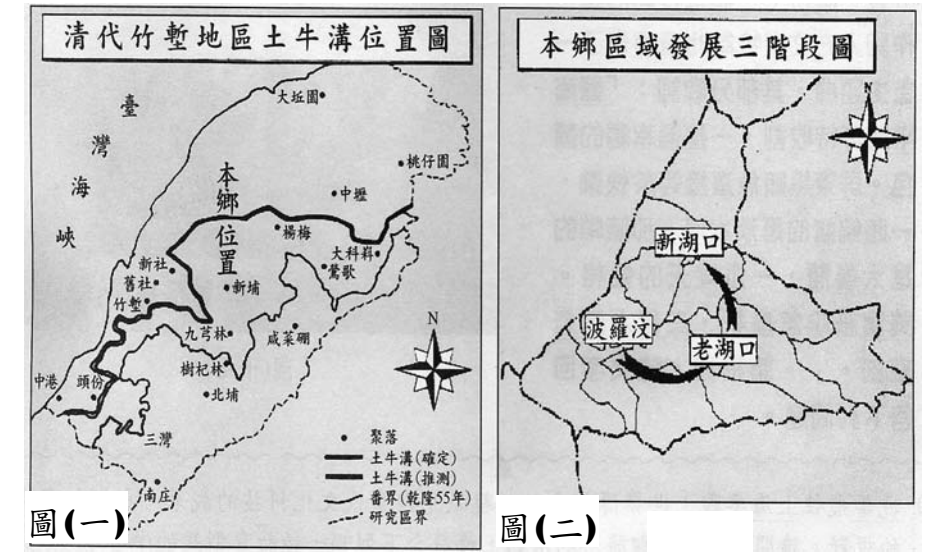 清代竹塹地區土牛溝位置圖
臺灣海峽
大坵園
桃仔園
中壢
本鄉位置
楊梅
大科嵙
鶯歌
新社
舊社
竹塹
新埔
九芎林
咸菜硼
樹杞林
北埔
中港
頭份
三灣
南庄
N
聚落
土牛溝(確定)
土牛溝(推測)
番界(乾隆55年)
研究區界
圖(一)
本鄉區域發展三階段圖
N
新湖口
波羅汶
老湖口
圖(二)